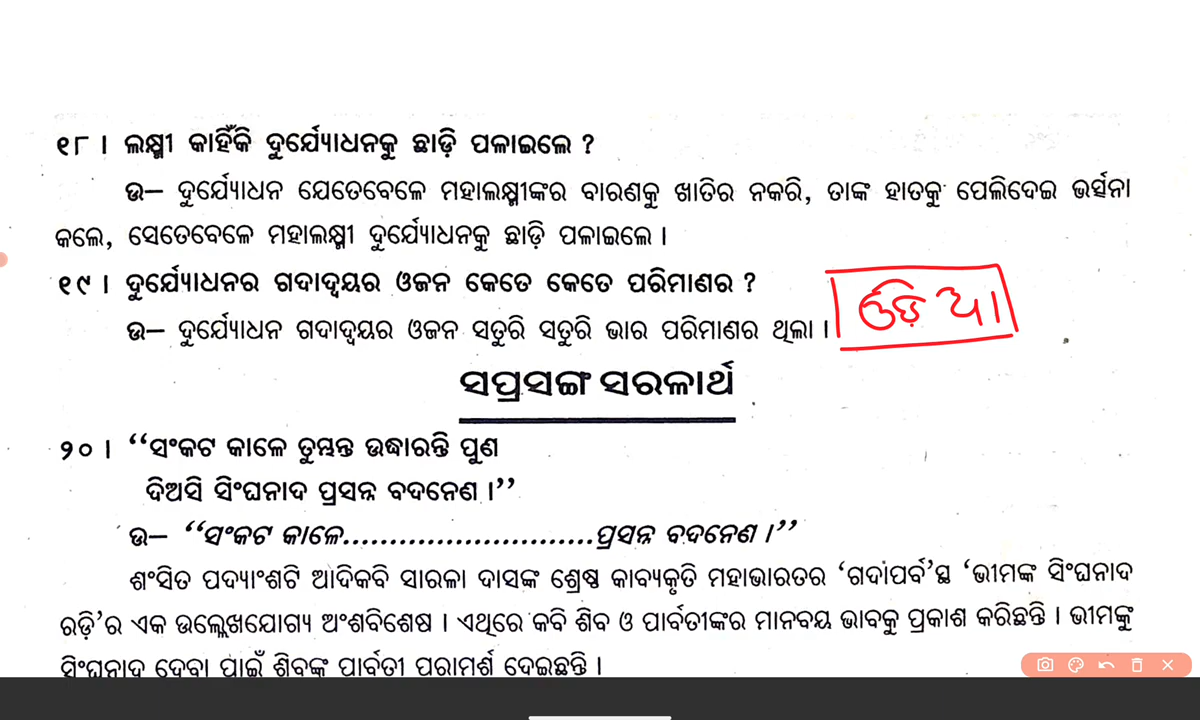 ୧୮ । ଲକ୍ଷ୍ମୀ କାହିଁକି ଦୁର୍ଯ୍ୟୋଧନକୁ ଛାଡ଼ି ପଳାଇଲେ ?
ଉ– ଦୁର୍ଯ୍ୟୋଧନ ଯେତେବେଳେ ମହାଲକ୍ଷ୍ମୀଙ୍କର ବାରଣକୁ ଖାତିର ନକରି, ତାଙ୍କ ହାତକୁ ପେଲିଦେଇ ଭର୍ତ୍ସନା
କଲେ, ସେତେବେଳେ ମହାଲକ୍ଷ୍ମୀ ଦୁର୍ଯ୍ୟୋଧନକୁ ଛାଡ଼ି ପଳାଇଲେ ।
୧୯ । ଦୁର୍ଯ୍ୟୋଧନର ଗଦାଦ୍ୱୟର ଓଜନ କେତେ କେତେ ପରିମାଣର ?
ଓଡ଼ିଆ
ଉ– ଦୁର୍ଯ୍ୟୋଧନ ଗଦାଦ୍ୱୟର ଓଜନ ସତୁରି ସତୁରି ଭାର ପରିମାଣର ଥିଲା ।
ସପ୍ରସଙ୍ଗ ସରଳାର୍ଥ
୨୦ । “ସଂକଟ କାଳେ ତୁମ୍ଭନ୍ତ ଉଦ୍ଧାରନ୍ତି ପୁଣ
ଦିଅସି ସିଂଘନାଦ ପ୍ରସନ୍ନ ବଦନେଣ ।”
ଉ– “ସଂକଟ କାଳେ...........................ପ୍ରସନ୍ନ ବଦନେଣ ।”
ଶଂସିତ ପଦ୍ୟାଂଶଟି ଆଦିକବି ସାରଳା ଦାସଙ୍କ ଶ୍ରେଷ୍ଠ କାବ୍ୟକୃତି ମହାଭାରତର ‘ଗଦାପର୍ବ’ସ୍ଥ ‘ଭୀମଙ୍କ ସିଂଘନାଦ
ରଡ଼ି’ର ଏକ ଉଲ୍ଲେଖଯୋଗ୍ୟ ଅଂଶବିଶେଷ । ଏଥିରେ କବି ଶିବ ଓ ପାର୍ବତୀଙ୍କର ମାନବୟ ଭାବକୁ ପ୍ରକାଶ କରିଛନ୍ତି । ଭୀମଙ୍କୁ
ସିଂଘନାଦ ଦେବା ପାଇଁ ଶିବଙ୍କ ପାର୍ବତୀ ପରାମର୍ଶ ଦେଇଛନ୍ତି ।